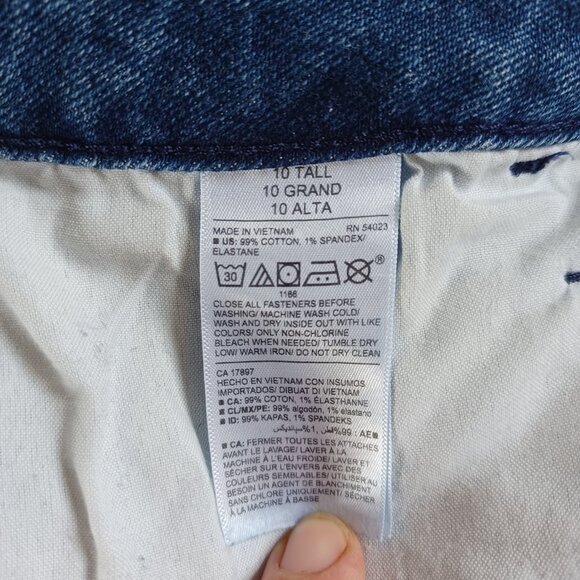 10 TALL
10 GRAND
10 ALTA
MADE IN VIETNAM RN 54023
■ US: 99% COTTON, 1% SPANDEX/
ELASTANE
30 ®
1166
CLOSE ALL FASTENERS BEFORE
WASHING/ MACHINE WASH COLD/
WASH AND DRY INSIDE OUT WITH LIKE
COLORS/ ONLY NON-CHLORINE
BLEACH WHEN NEEDED/ TUMBLE DRY
LOW/ WARM IRON/ DO NOT DRY CLEAN
CA 17897
HECHO EN VIETNAM CON INSUMOS
IMPORTADOS/ DIBUAT DI VIETNAM
■ CA: 99% COTON, 1% ÉLASTHANNE
■ CL/MX/PE: 99% algodón, 1% elastano
■ ID: 99% KAPAS, 1% SPANDEKS
■ AE: 99% قطن, 1% سباندكس
■ CA: FERMER TOUTES LES ATTACHES
AVANT LE LAVAGE/ LAVER À LA
MACHINE À L'EAU FROIDE/ LAVER ET
SÉCHER SUR L'ENVERS AVEC DES
COULEURS SEMBLABLES/ UTILISER AU
BESOIN UN AGENT DE BLANCHIMENT
SANS CHLORE UNIQUEMENT/ SÉCHER
À LA MACHINE À BASSE